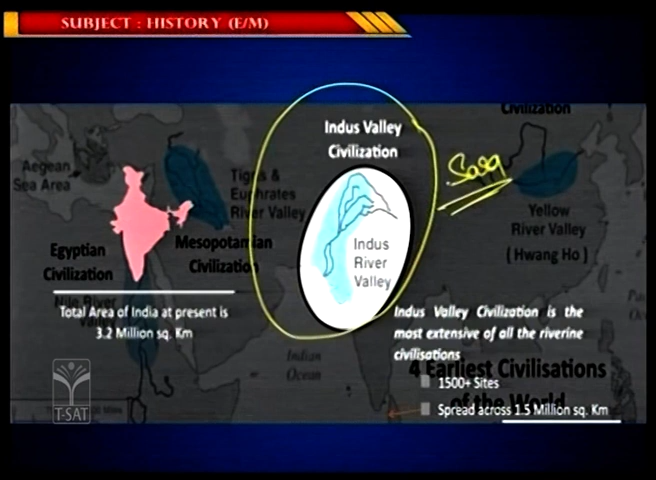 SUBJECT : HISTORY (E/M)
Civilization
Indus Valley
Civilization
Aegean
Sea Area
Tigris &
Euphrates
River Valley
Yellow
River Valley
(Hwang Ho)
Indus
River
Valley
Egyptian
Civilization
Mesopotamian
Civilization
Nile River
Valley
Total Area of India at present is
3.2 Million sq. Km
Indus Valley Civilization is the
most extensive of all the riverine
civilisations
Indian
Ocean
4 Earliest Civilisations
of the World
1500+ Sites
Spread across 1.5 Million sq. Km
T-SAT